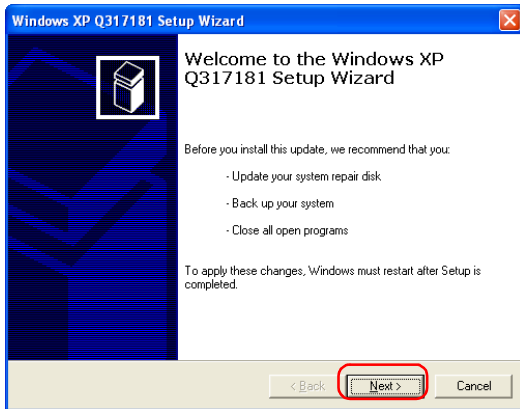 Windows XP Q317181 Setup Wizard
Welcome to the Windows XP
Q317181 Setup Wizard
Before you install this update, we recommend that you:
- Update your system repair disk
- Back up your system
- Close all open programs
To apply these changes, Windows must restart after Setup is
completed.
< Back
Next >
Cancel